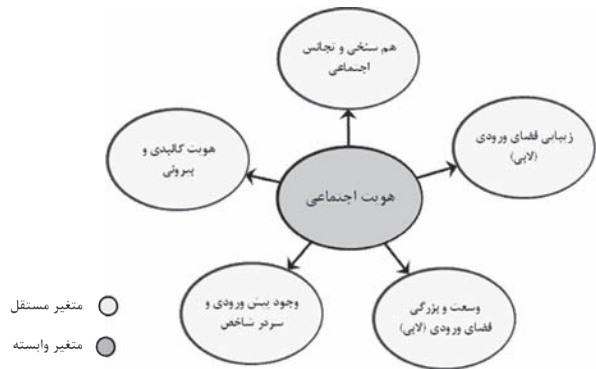 هم سنخی و تجانس
اجتماعی
زیبایی فضای ورودی
(لابی)
هویت کالبدی و
بیرونی
هویت اجتماعی
وجود پیش ورودی و
سردر شاخص
وسعت و بزرگی
فضای ورودی (لابی)
متغیر مستقل
متغیر وابسته